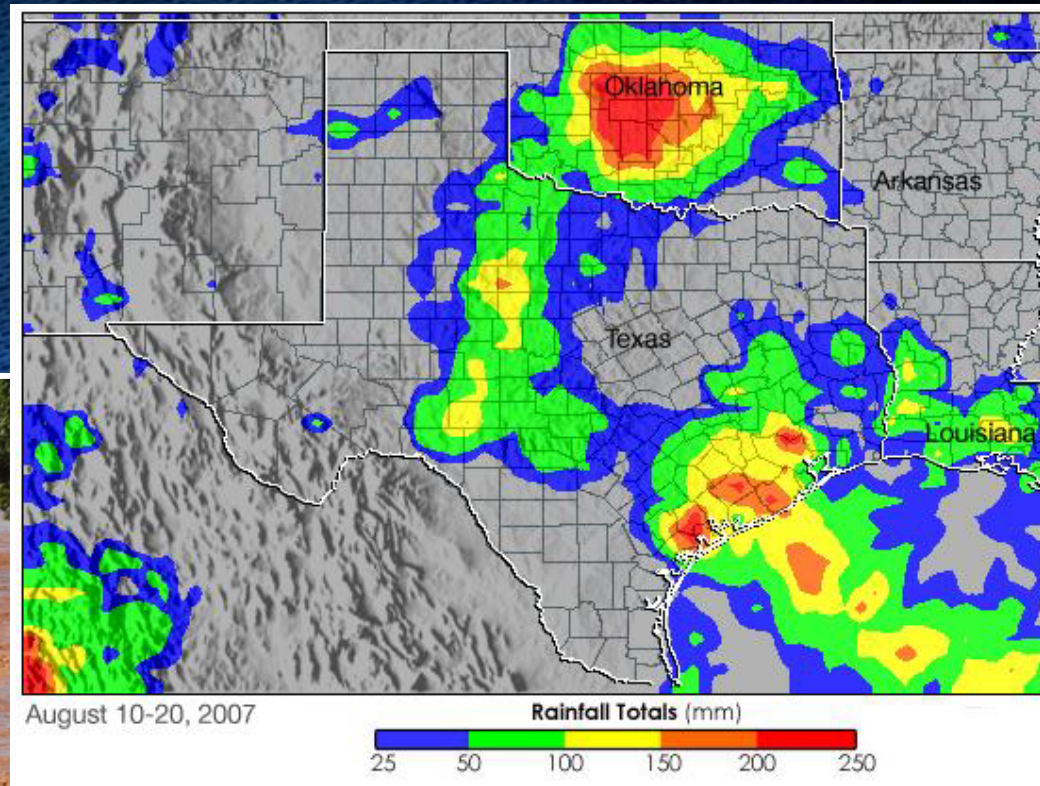 Oklahoma
Arkansas
Texas
Louisiana
August 10-20, 2007
Rainfall Totals (mm)
25 50 100 150 200 250